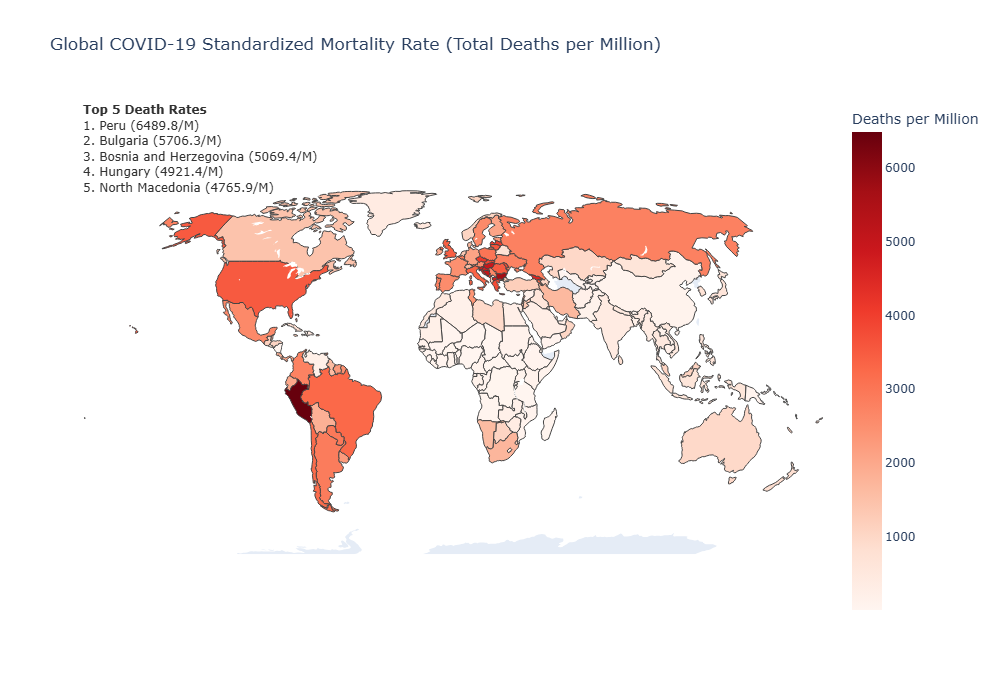 Global COVID-19 Standardized Mortality Rate (Total Deaths per Million)
Top 5 Death Rates
1. Peru (6489.8/M)
2. Bulgaria (5706.3/M)
3. Bosnia and Herzegovina (5069.4/M)
4. Hungary (4921.4/M)
5. North Macedonia (4765.9/M)
Deaths per Million
6000
5000
4000
3000
2000
1000